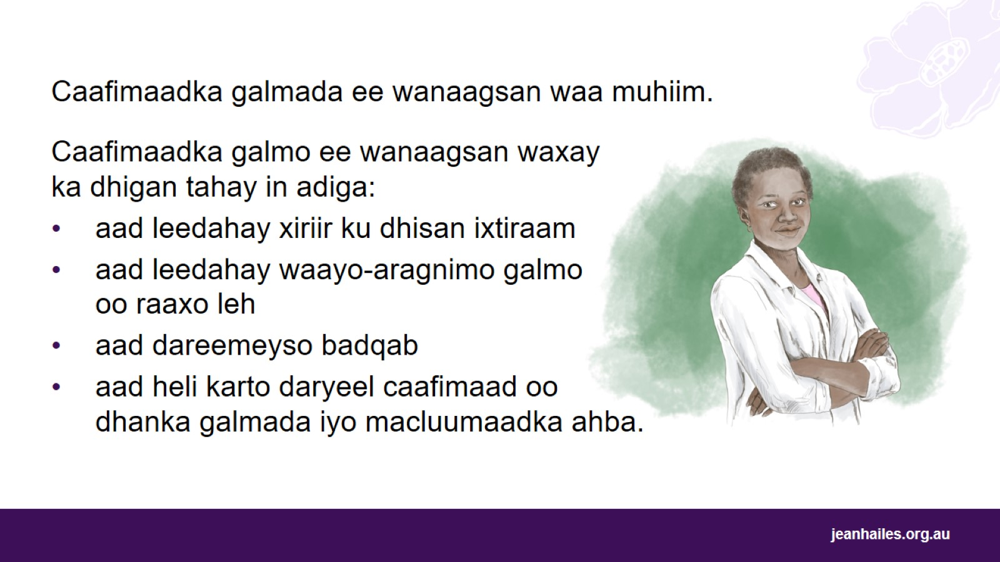 Caafimaadka galmada ee wanaagsan waa muhiim.
Caafimaadka galmo ee wanaagsan waxay
ka dhigan tahay in adiga:
• aad leedahay xiriir ku dhisan ixtiraam
• aad leedahay waayo-aragnimo galmo
oo raaxo leh
• aad dareemeyso badqab
• aad heli karto daryeel caafimaad oo
dhanka galmada iyo macluumaadka ahba.
jeanhailes.org.au